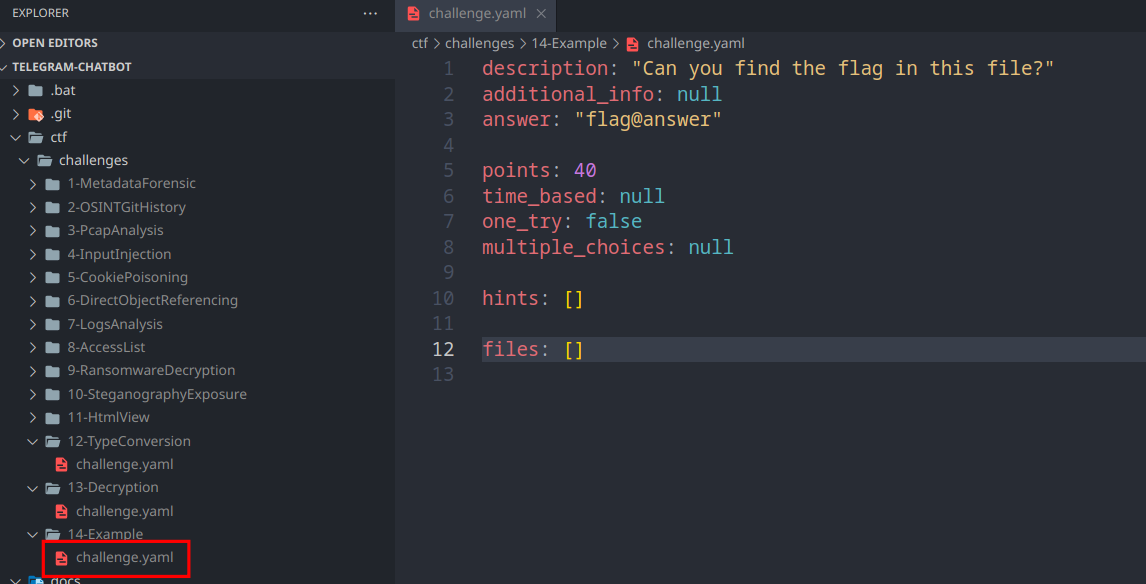 EXPLORER
OPEN EDITORS
TELEGRAM-CHATBOT
.bat
.git
ctf
challenges
1-MetadataForensic
2-OSINTGitHistory
3-PcapAnalysis
4-InputInjection
5-CookiePoisoning
6-DirectObjectReferencing
7-LogsAnalysis
8-AccessList
9-RansomwareDecryption
10-SteganographyExposure
11-HtmlView
12-TypeConversion
challenge.yaml
13-Decryption
challenge.yaml
14-Example
challenge.yaml
docs
challenge.yaml
ctf > challenges > 14-Example > challenge.yaml
1 description: "Can you find the flag in this file?"
2 additional_info: null
3 answer: "flag@answer"
4
5 points: 40
6 time_based: null
7 one_try: false
8 multiple_choices: null
9
10 hints: []
11
12 files: []
13